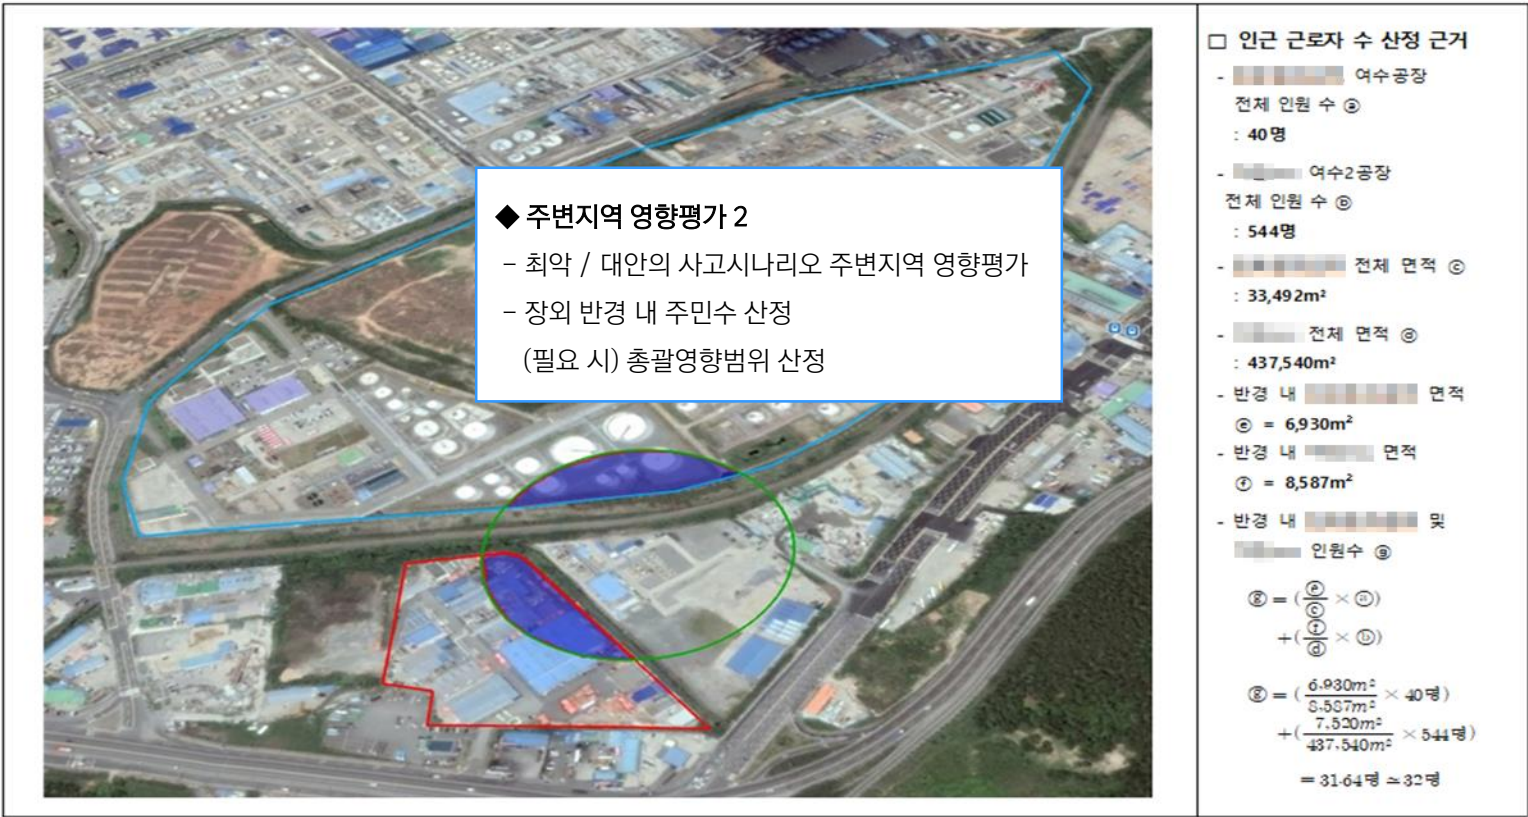 ◆ 주변지역 영향평가 2
- 최악 / 대안의 사고시나리오 주변지역 영향평가
- 장외 반경 내 주민수 산정
(필요 시) 총괄영향범위 산정
□ 인근 근로자 수 산정 근거
- 여수공장
전체 인원 수 ⓐ
: 40명
- 여수2공장
전체 인원 수 ⓑ
: 544명
- 전체 면적 ⓒ
: 33,492m²
- 전체 면적 ⓓ
: 437,540m²
- 반경 내 면적
ⓔ = 6,930m²
- 반경 내 면적
ⓕ = 8,587m²
- 반경 내 및
인원수 ⓖ
ⓖ = (ⓔ/ⓒ × ⓐ)
+(ⓕ/ⓓ × ⓑ)
ⓖ = (6.930m²/8.587m² × 40명)
+(7.520m²/437.540m² × 544명)
= 31.64명 ≃ 32명